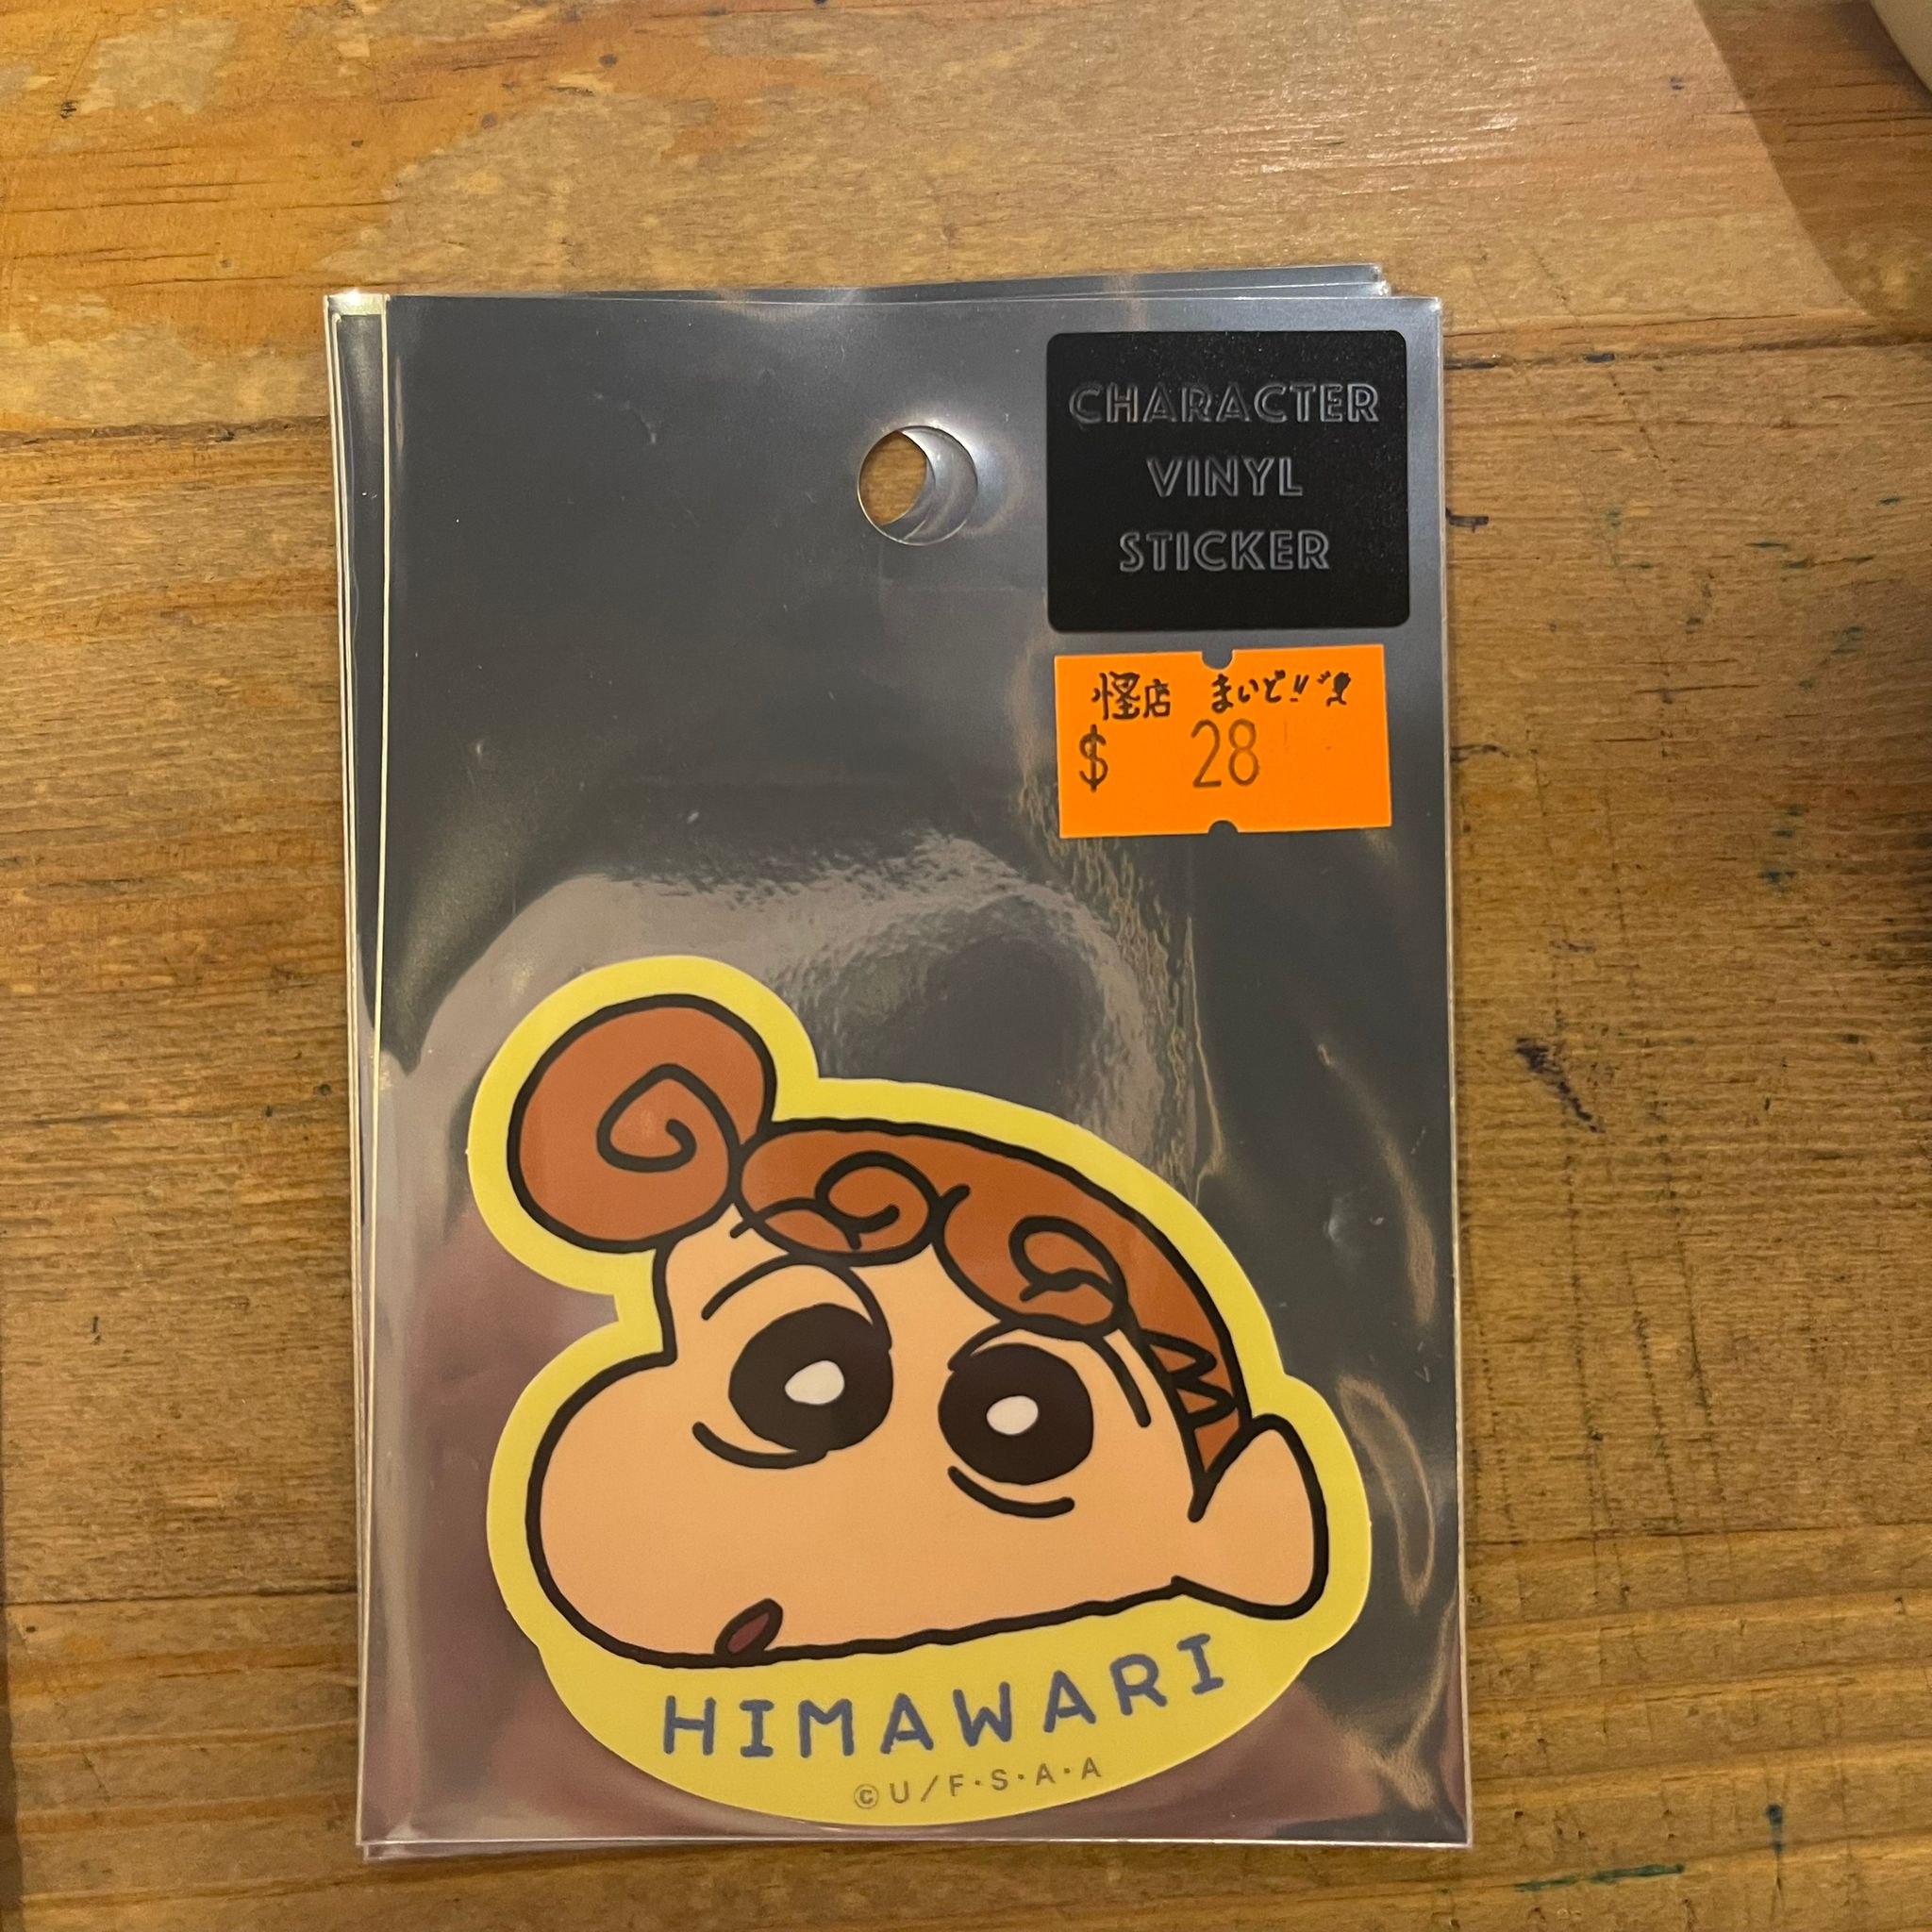 CHARACTER
VINYL
STICKER
怪店 まいど!!
$ 28
HIMAWARI
©U/F・S・A・A